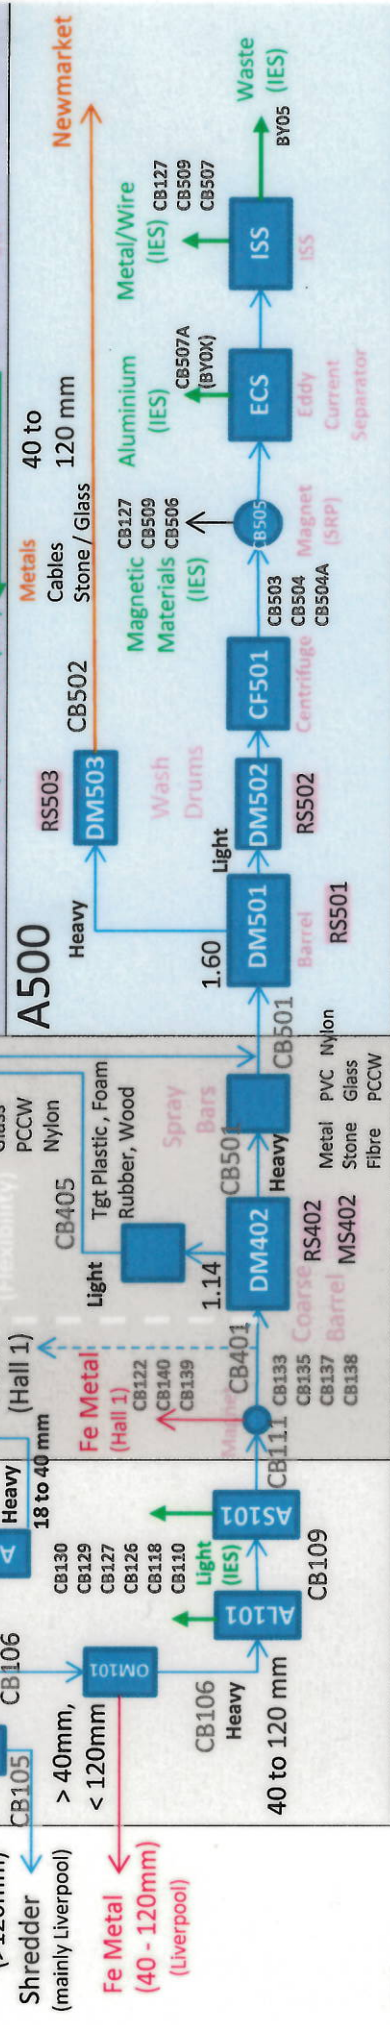 (>120mm)
Shredder
(mainly Liverpool)
CB105
CB106
> 40mm,
< 120mm
OM101
Fe Metal
(40 - 120mm)
(Liverpool)
CB106
Heavy
40 to 120 mm
A
Heavy
18 to 40 mm
CB130
CB129
CB127
CB126
CB118
CB110
Light
(IES)
AL101
AS101
CB109
CB111
(Hall 1)
Fe Metal
(Hall 1)
CB122
CB140
CB139
Magnet
CB401
CB133
CB135
CB137
CB138
(Flexibility)
Glass
PCCW
Nylon
CB405
Light
Tgt Plastic , Foam
Rubber, Wood
1.14
DM402
Coarse
Barrel
RS402
MS402
Spray
Bars
CB501
Heavy
CB501
Metal PVC Nylon
Stone Glass
Fibre PCCW
A500
Heavy
1.60
DM501
Barrel
RS501
Light
RS503
DM503
CB502
Wash
Drums
DM502
RS502
Metals
Cables
Stone / Glass
40 to
120 mm
Newmarket
CF501
Centrifuge
CB503
CB504
CB504A
Magnetic
Materials
(IES)
CB127
CB509
CB506
CB505
Magnet
(SRP)
Aluminium
(IES)
CB507A
(BY0X)
ECS
Eddy
Current
Separator
Metal/Wire
(IES)
CB127
CB509
CB507
ISS
ISS
Waste
(IES)
BY05